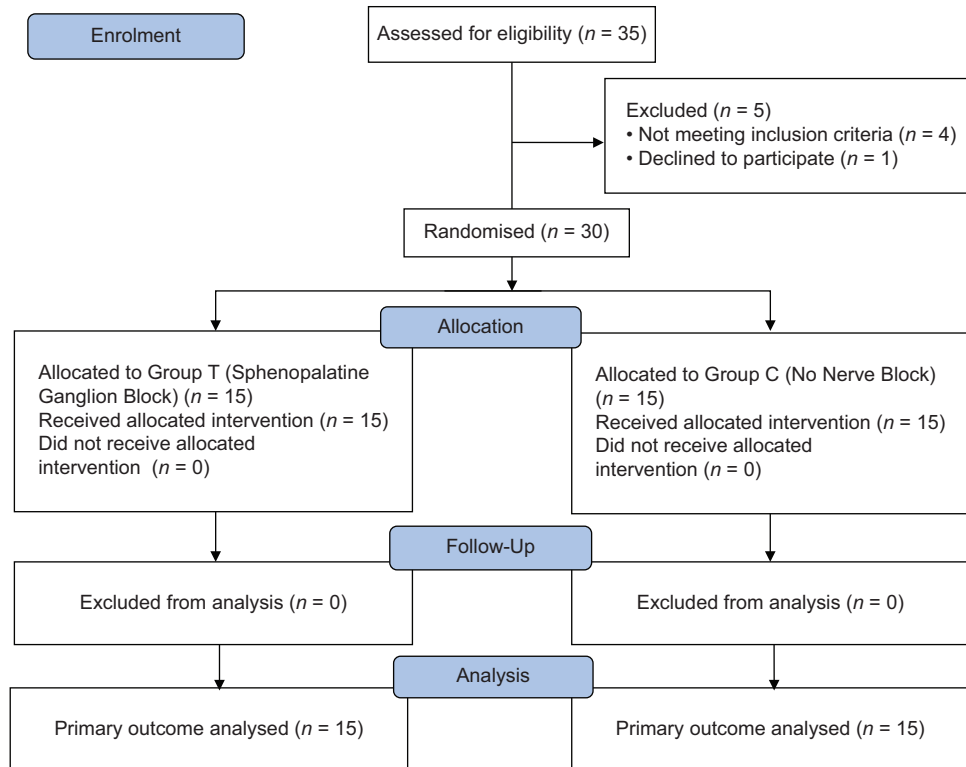 Enrolment
Assessed for eligibility (n = 35)
Excluded (n = 5)
• Not meeting inclusion criteria (n = 4)
• Declined to participate (n = 1)
Randomised (n = 30)
Allocation
Allocated to Group T (Sphenopalatine
Ganglion Block) (n = 15)
Received allocated intervention (n = 15)
Did not receive allocated
intervention (n = 0)
Allocated to Group C (No Nerve Block)
(n = 15)
Received allocated intervention (n = 15)
Did not receive allocated
intervention (n = 0)
Follow-Up
Excluded from analysis (n = 0)
Excluded from analysis (n = 0)
Analysis
Primary outcome analysed (n = 15)
Primary outcome analysed (n = 15)